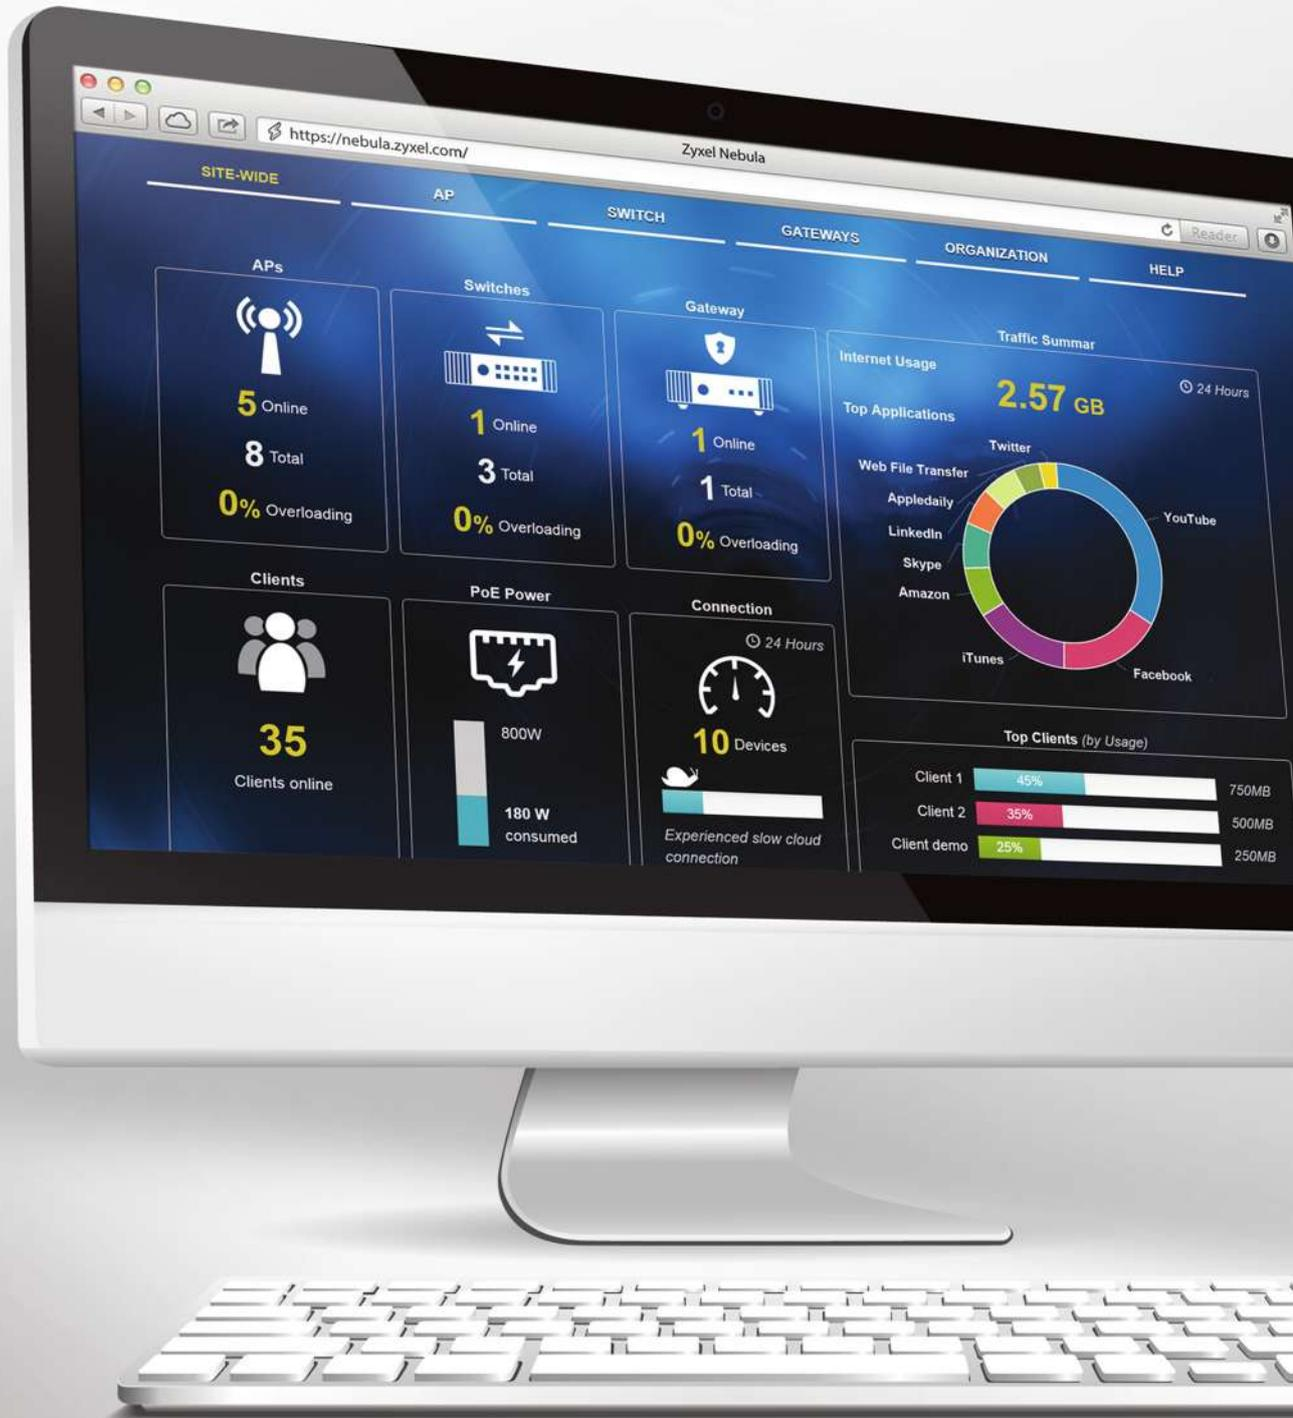 https://nebula.zyxel.com/
Zyxel Nebula
Reader
SITE-WIDE
AP
SWITCH
GATEWAYS
ORGANIZATION
HELP
APs
5 Online
8 Total
0% Overloading
Switches
1 Online
3 Total
0% Overloading
Gateway
1 Online
1 Total
0% Overloading
Traffic Summar
Internet Usage
2.57 GB
24 Hours
Top Applications
Twitter
Web File Transfer
Appledaily
LinkedIn
Skype
Amazon
iTunes
Facebook
YouTube
Clients
35
Clients online
PoE Power
800W
180 W
consumed
Connection
24 Hours
10 Devices
Experienced slow cloud
connection
Top Clients (by Usage)
Client 1 45% 750MB
Client 2 35% 500MB
Client demo 25% 250MB